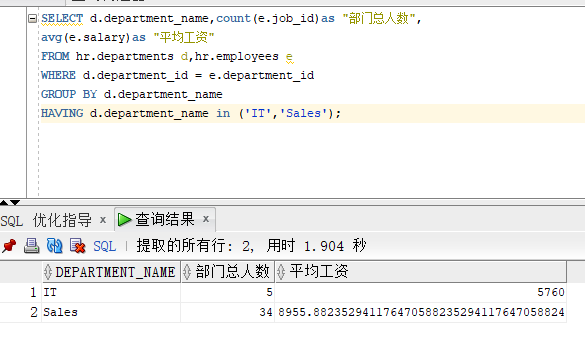 SELECT d.department_name,count(e.job_id)as "部门总人数",
avg(e.salary)as "平均工资"
FROM hr.departments d,hr.employees e
WHERE d.department_id = e.department_id
GROUP BY d.department_name
HAVING d.department_name in ('IT','Sales');
SQL 优化指导 × 查询结果 ×
SQL | 提取的所有行: 2, 用时 1.904 秒
DEPARTMENT_NAME 部门总人数 平均工资
1 IT 5 5760
2 Sales 34 8955.882352941176470588235294117647058824